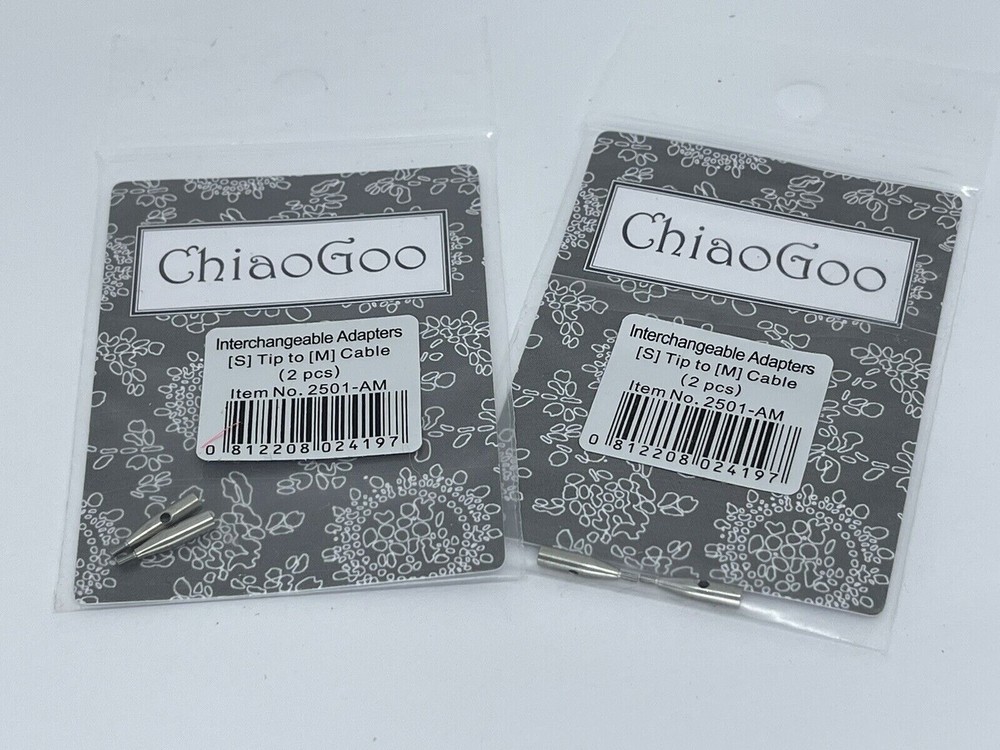 ChiaoGoo
Interchangeable Adapters
[S] Tip to [M] Cable
(2 pcs)
Item No. 2501-AM
0 812208 024197
ChiaoGoo
Interchangeable Adapters
[S] Tip to [M] Cable
(2 pcs)
Item No. 2501-AM
0 812208 024197